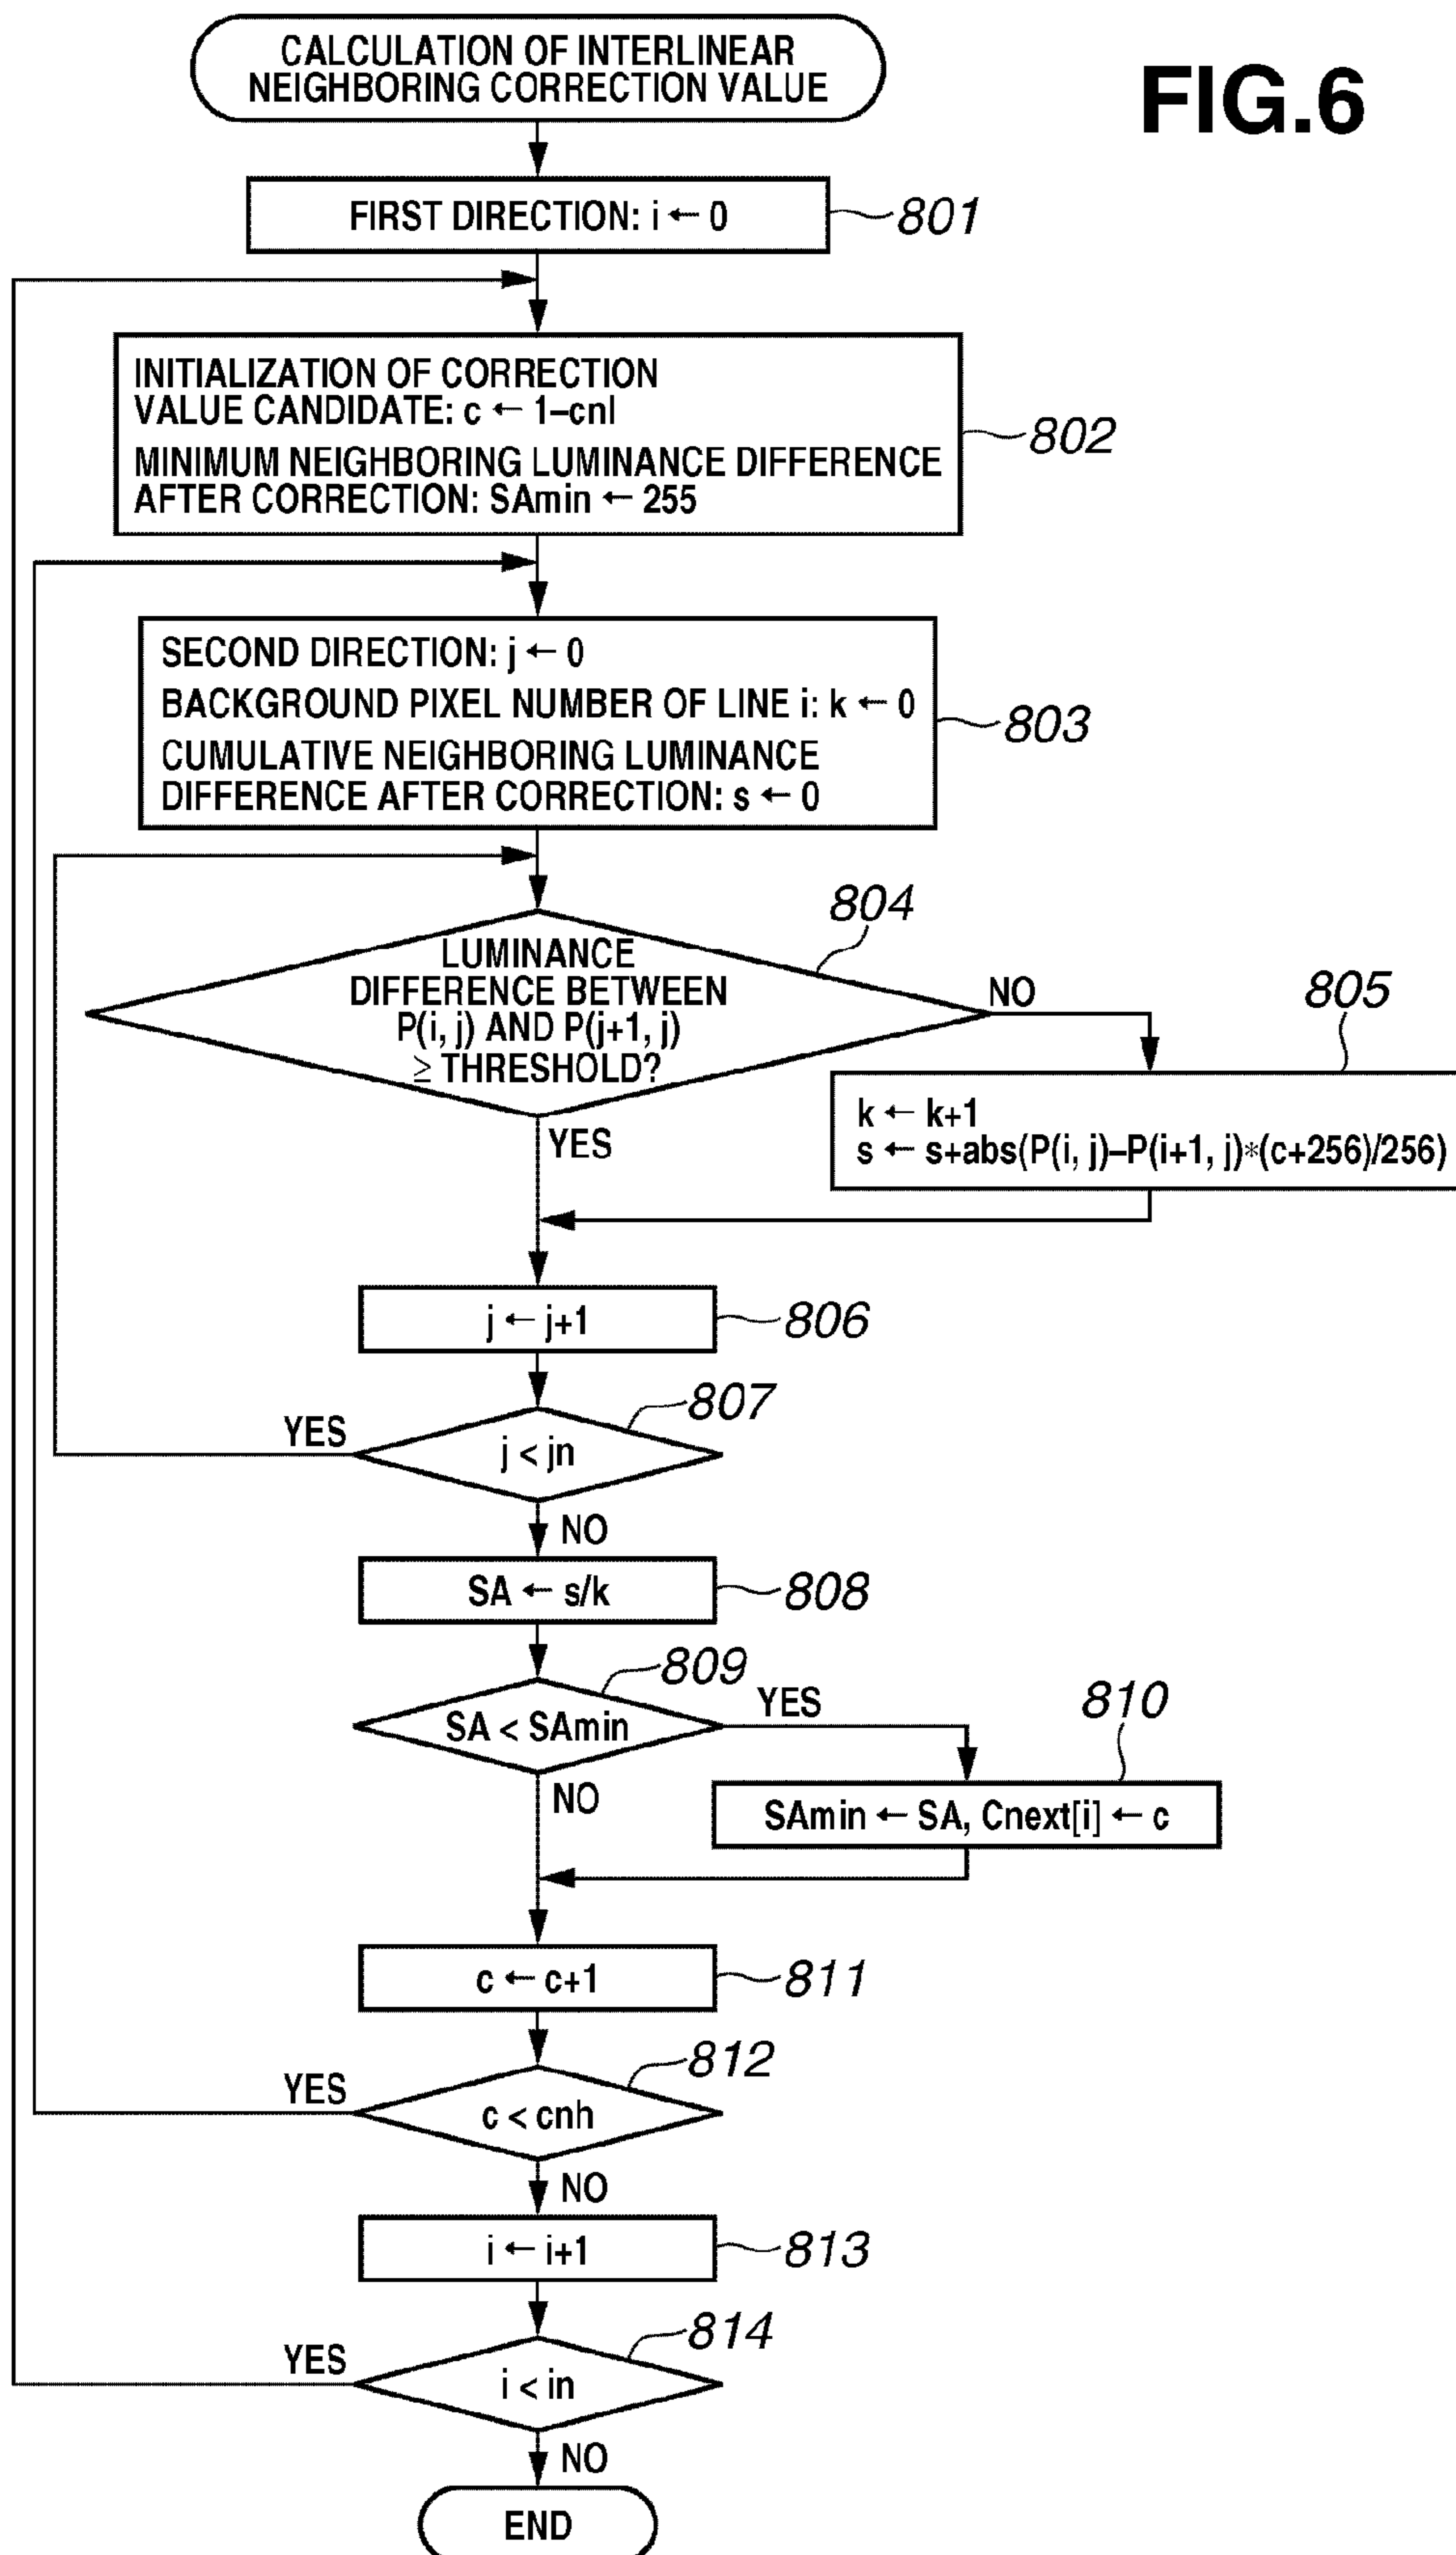 CALCULATION OF INTERLINEAR
NEIGHBORING CORRECTION VALUE
FIG.6
FIRST DIRECTION: i ← 0
801
INITIALIZATION OF CORRECTION
VALUE CANDIDATE: c ← 1–cnl
MINIMUM NEIGHBORING LUMINANCE DIFFERENCE
AFTER CORRECTION: SAmin ← 255
802
SECOND DIRECTION: j ← 0
BACKGROUND PIXEL NUMBER OF LINE i: k ← 0
CUMULATIVE NEIGHBORING LUMINANCE
DIFFERENCE AFTER CORRECTION: s ← 0
803
804
LUMINANCE
DIFFERENCE BETWEEN
P(i, j) AND P(j+1, j)
≥ THRESHOLD?
NO
YES
805
k ← k+1
s ← s+abs(P(i, j)–P(i+1, j)*(c+256)/256)
j ← j+1
806
807
j < jn
YES
NO
SA ← s/k
808
809
SA < SAmin
YES
NO
810
SAmin ← SA, Cnext[i] ← c
c ← c+1
811
812
c < cnh
YES
NO
i ← i+1
813
814
i < in
YES
NO
END